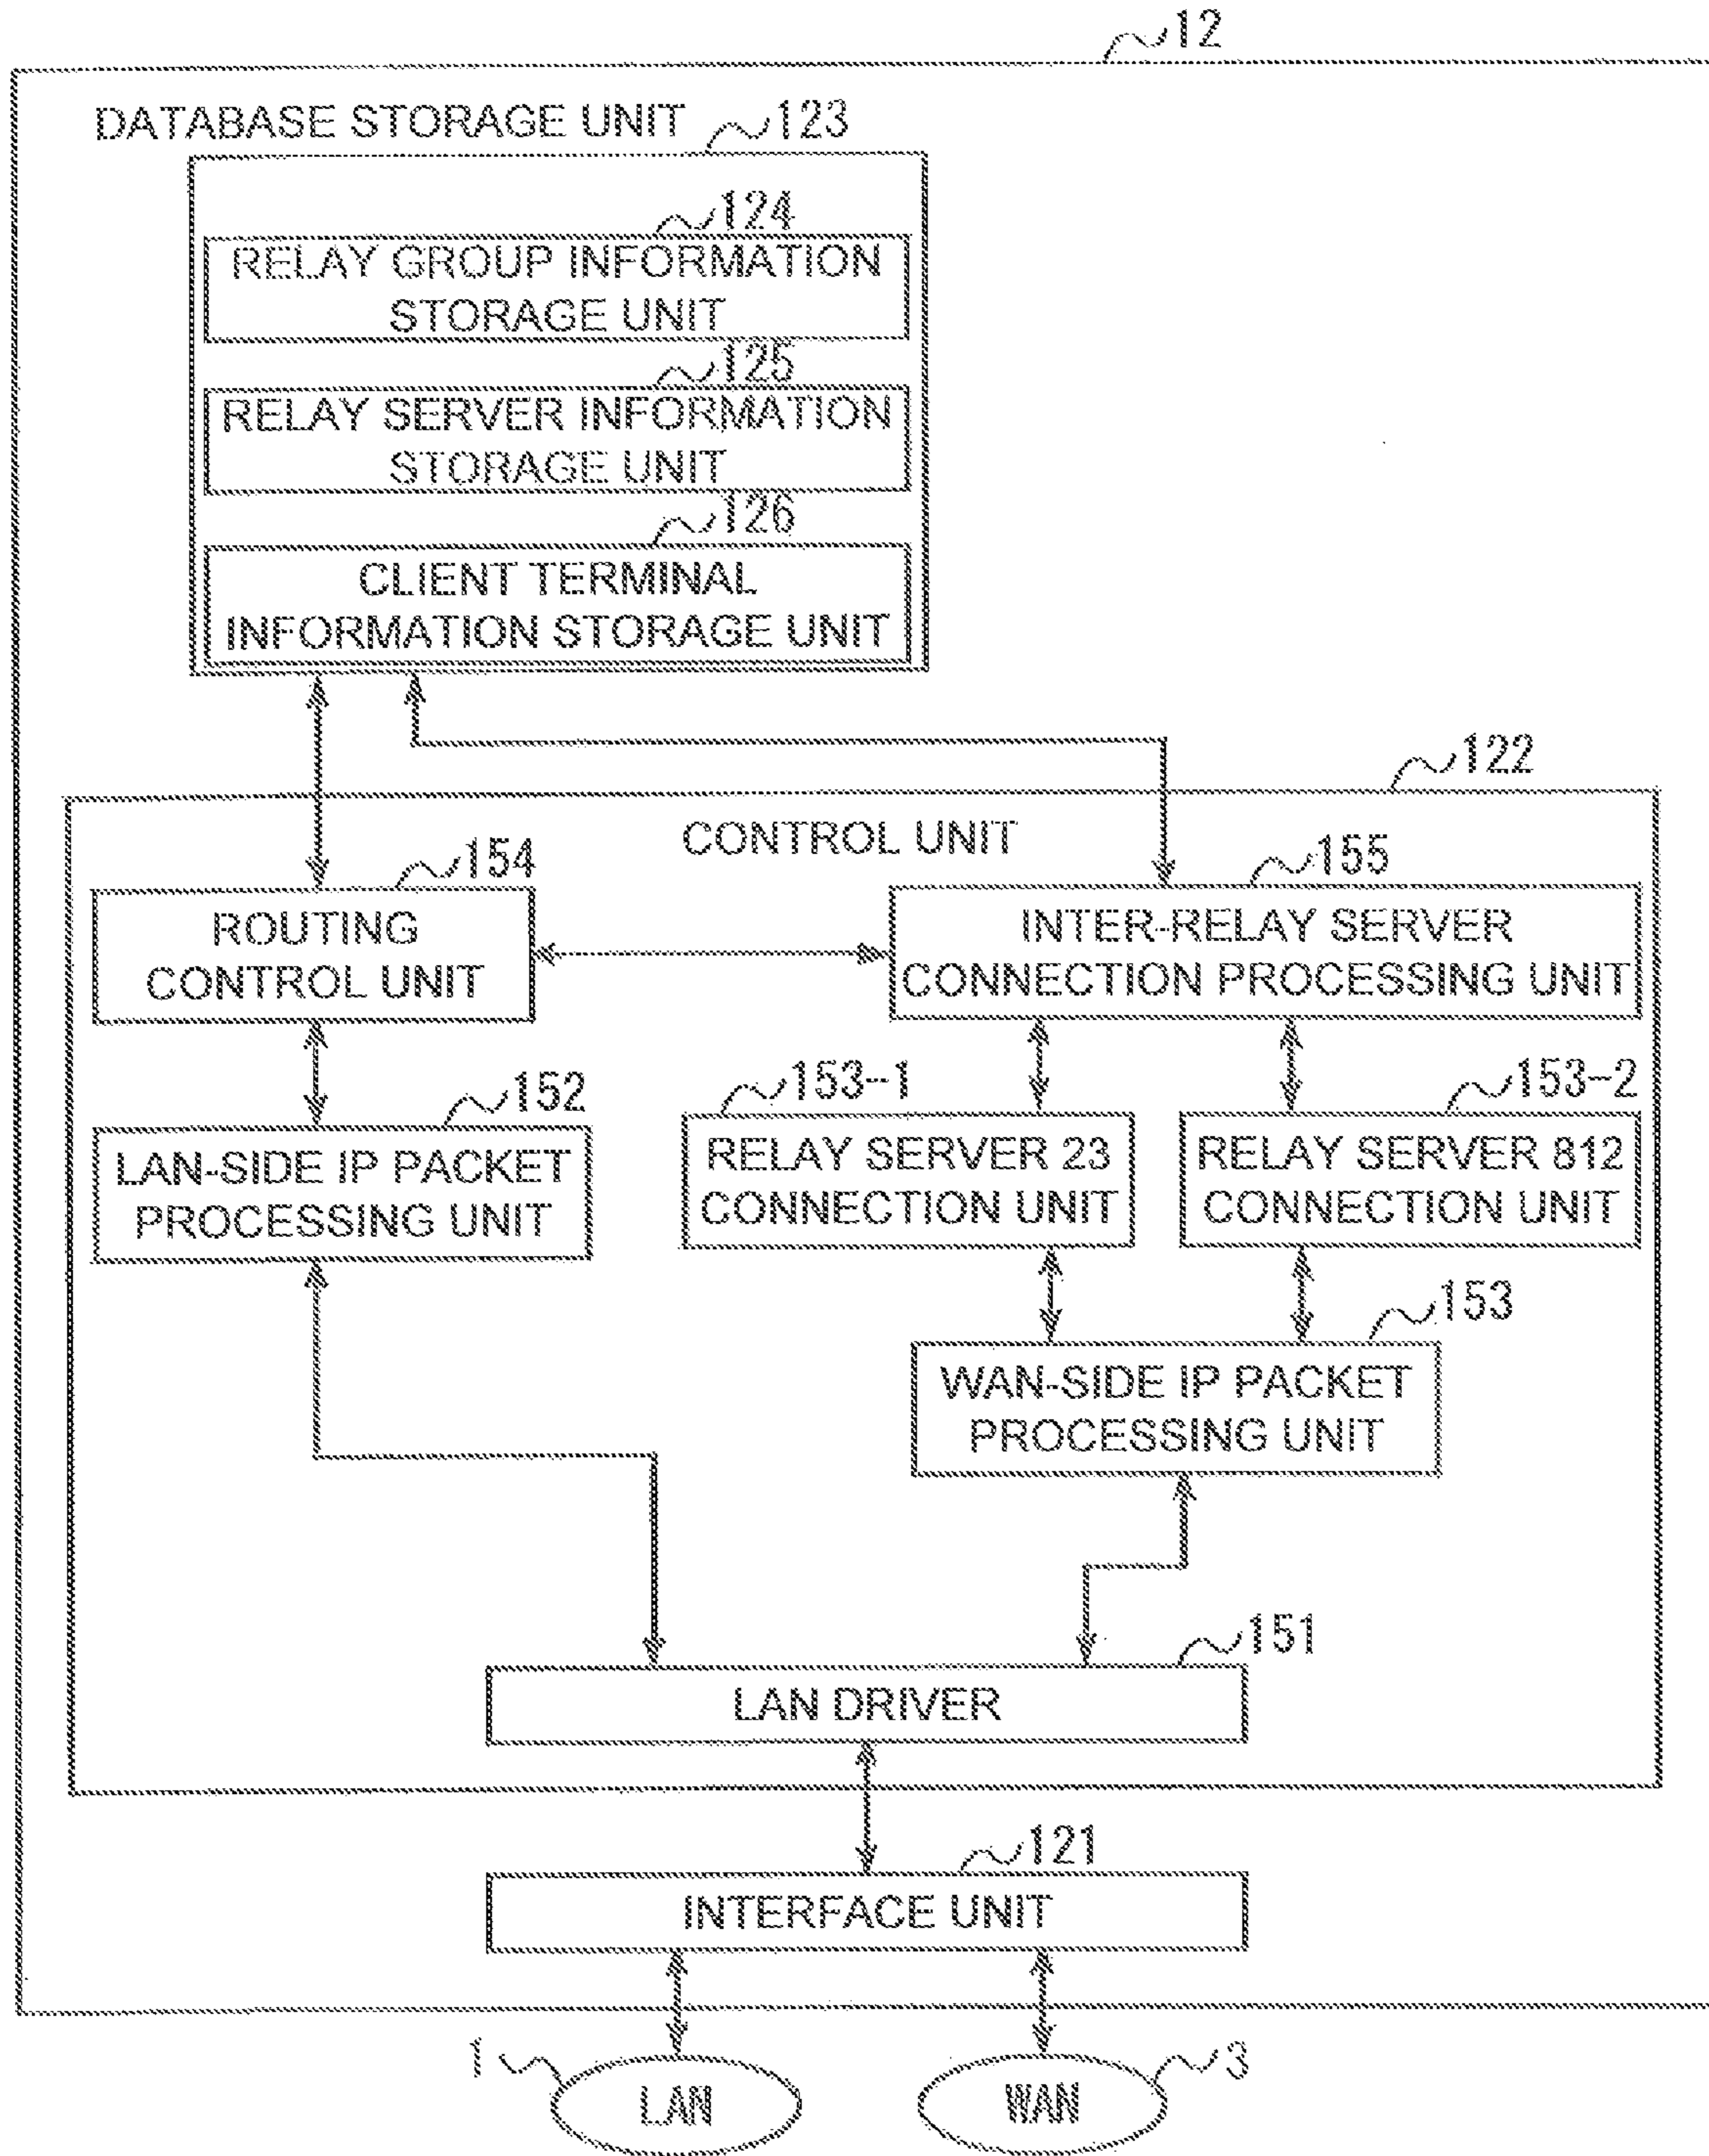 12
DATABASE STORAGE UNIT
123
124
RELAY GROUP INFORMATION
STORAGE UNIT
125
RELAY SERVER INFORMATION
STORAGE UNIT
126
CLIENT TERMINAL
INFORMATION STORAGE UNIT
122
CONTROL UNIT
154
ROUTING
CONTROL UNIT
155
INTER-RELAY SERVER
CONNECTION PROCESSING UNIT
152
LAN-SIDE IP PACKET
PROCESSING UNIT
153-1
RELAY SERVER 23
CONNECTION UNIT
153-2
RELAY SERVER 812
CONNECTION UNIT
153
WAN-SIDE IP PACKET
PROCESSING UNIT
151
LAN DRIVER
121
INTERFACE UNIT
1
LAN
WAN
3